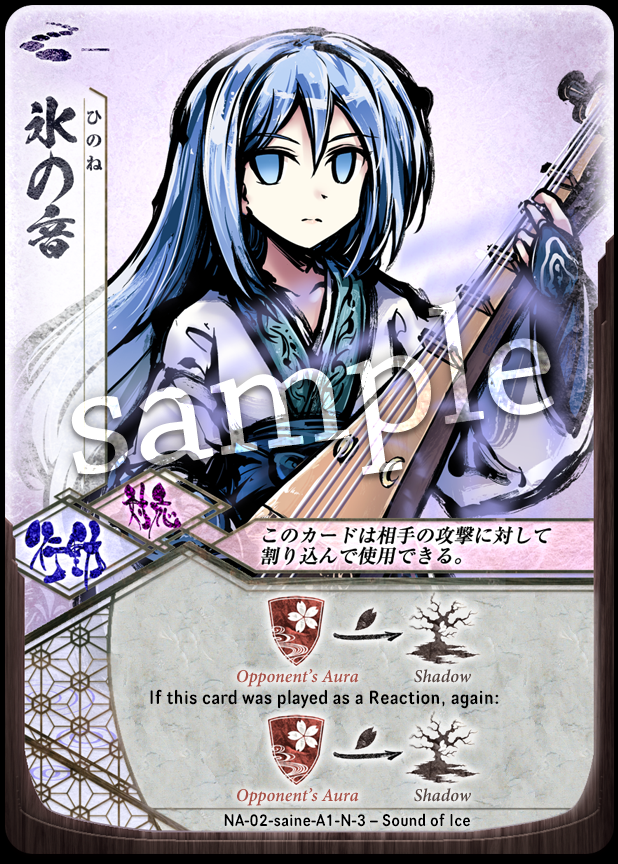 氷の音
ひのね
sample
対応
行動
このカードは相手の攻撃に対して
割り込んで使用できる。
Opponent's Aura
Shadow
If this card was played as a Reaction, again:
Opponent's Aura
Shadow
NA-02-saine-A1-N-3 – Sound of Ice